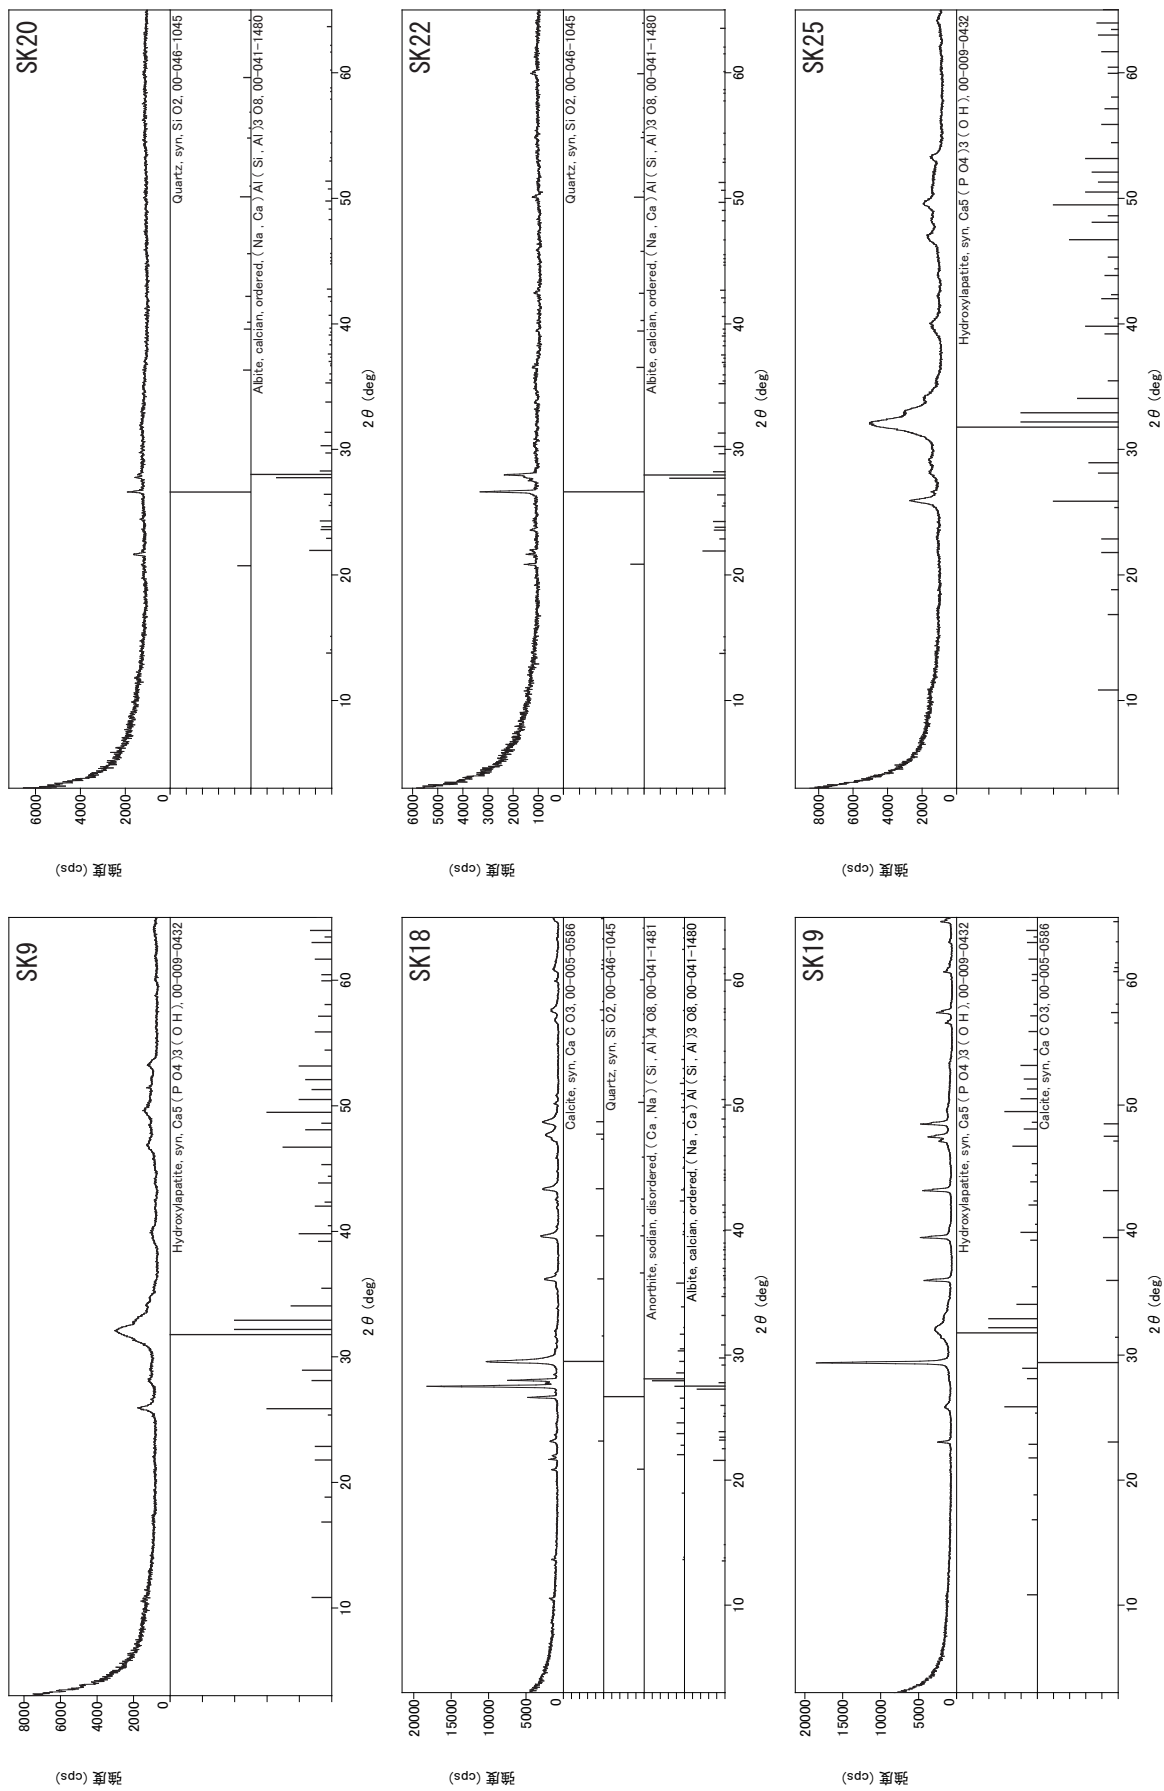 SK9
8000
6000
4000
2000
0
強度 (cps)
Hydroxylapatite, syn, Ca5 ( P O4 )3 ( O H ), 00-009-0432
10 20 30 40 50 60
2θ (deg)
SK20
6000
4000
2000
0
強度 (cps)
Quartz, syn, Si O2, 00-046-1045
Albite, calcian, ordered, ( Na , Ca ) Al ( Si , Al )3 O8, 00-041-1480
10 20 30 40 50 60
2θ (deg)
SK18
20000
15000
10000
5000
0
強度 (cps)
Calcite, syn, Ca C O3, 00-005-0586
Quartz, syn, Si O2, 00-046-1045
Anorthite, sodian, disordered, ( Ca , Na ) ( Si , Al )4 O8, 00-041-1481
Albite, calcian, ordered, ( Na , Ca ) Al ( Si , Al )3 O8, 00-041-1480
10 20 30 40 50 60
2θ (deg)
SK22
6000
5000
4000
3000
2000
1000
0
強度 (cps)
Quartz, syn, Si O2, 00-046-1045
Albite, calcian, ordered, ( Na , Ca ) Al ( Si , Al )3 O8, 00-041-1480
10 20 30 40 50 60
2θ (deg)
SK19
20000
15000
10000
5000
0
強度 (cps)
Hydroxylapatite, syn, Ca5 ( P O4 )3 ( O H ), 00-009-0432
Calcite, syn, Ca C O3, 00-005-0586
10 20 30 40 50 60
2θ (deg)
SK25
8000
6000
4000
2000
0
強度 (cps)
Hydroxylapatite, syn, Ca5 ( P O4 )3 ( O H ), 00-009-0432
10 20 30 40 50 60
2θ (deg)